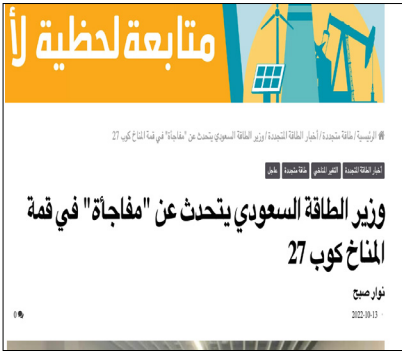 متابعة لحظية لأ
الرئيسية/طاقة متجددة/أخبار الطاقة المتجددة/وزير الطاقة السعودي يتحدث عن "مفاجأة" في قمة المناخ كوب 27
أخبار الطاقة المتجددة التغير المناخي طاقة متجددة عاجل
وزير الطاقة السعودي يتحدث عن "مفاجأة" في قمة
المناخ كوب 27
نوار صبح
2022-10-13 · 0